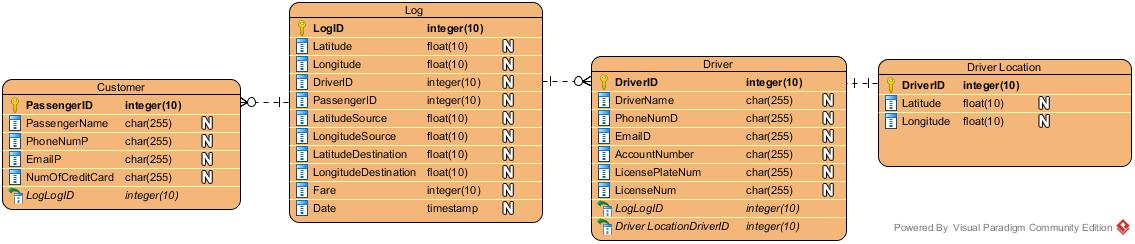 Customer
PassengerID integer(10)
PassengerName char(255) N
PhoneNumP char(255) N
EmailP char(255) N
NumOfCreditCard char(255) N
LogLogID integer(10)
Log
LogID integer(10)
Latitude float(10) N
Longitude float(10) N
DriverID integer(10) N
PassengerID integer(10) N
LatitudeSource float(10) N
LongitudeSource float(10) N
LatitudeDestination float(10) N
LongitudeDestination float(10) N
Fare integer(10) N
Date timestamp N
Driver
DriverID integer(10)
DriverName char(255) N
PhoneNumD char(255) N
EmailD char(255) N
AccountNumber char(255) N
LicensePlateNum char(255) N
LicenseNum char(255) N
LogLogID integer(10)
Driver LocationDriverID integer(10)
Driver Location
DriverID integer(10)
Latitude float(10) N
Longitude float(10) N
Powered By Visual Paradigm Community Edition